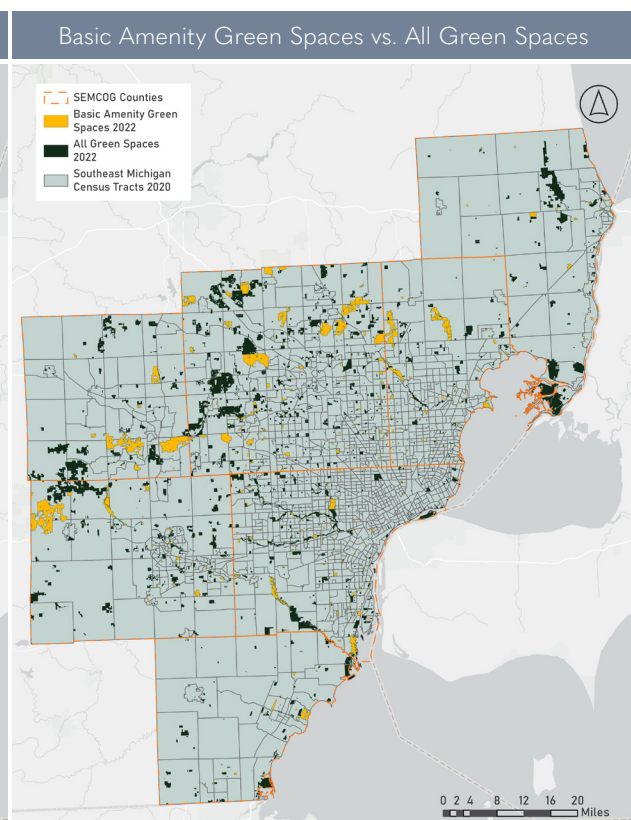 Basic Amenity Green Spaces vs. All Green Spaces
SEMCOG Counties
Basic Amenity Green
Spaces 2022
All Green Spaces
2022
Southeast Michigan
Census Tracts 2020
0 2 4 8 12 16 20
Miles